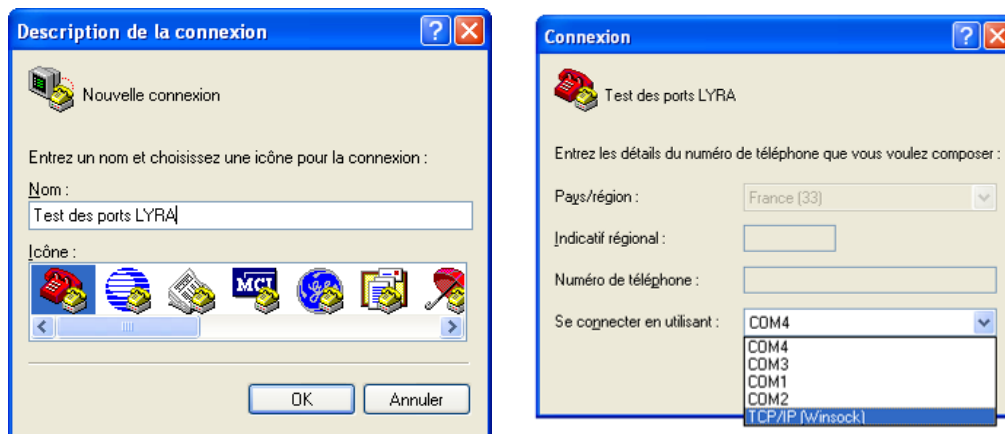 Description de la connexion
Nouvelle connexion
Entrez un nom et choisissez une icône pour la connexion :
Nom :
Test des ports LYRA
Icône :
MCI
OK
Annuler
Connexion
Test des ports LYRA
Entrez les détails du numéro de téléphone que vous voulez composer :
Pays/région :
France (33)
Indicatif régional :
Numéro de téléphone :
Se connecter en utilisant :
COM4
COM4
COM3
COM1
COM2
TCP/IP (Winsock)